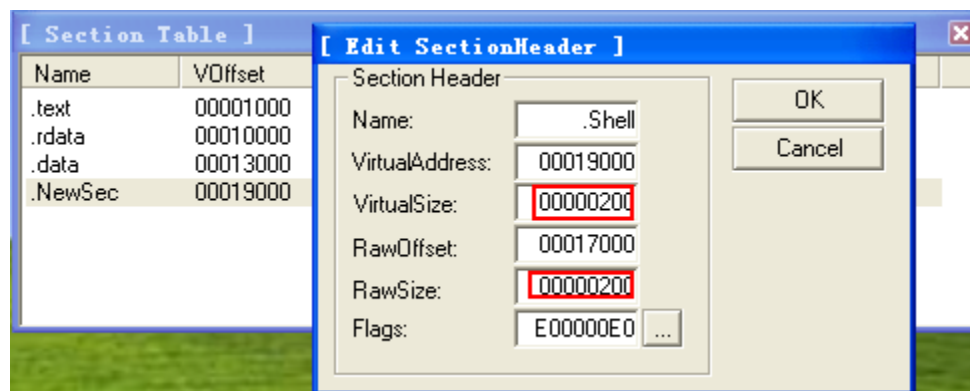 [ Section Table ]
Name VOffset
.text 00001000
.rdata 00010000
.data 00013000
.NewSec 00019000
[ Edit SectionHeader ]
Section Header
Name: .Shell
VirtualAddress: 00019000
VirtualSize: 00000200
RawOffset: 00017000
RawSize: 00000200
Flags: E00000E0 ...
OK
Cancel